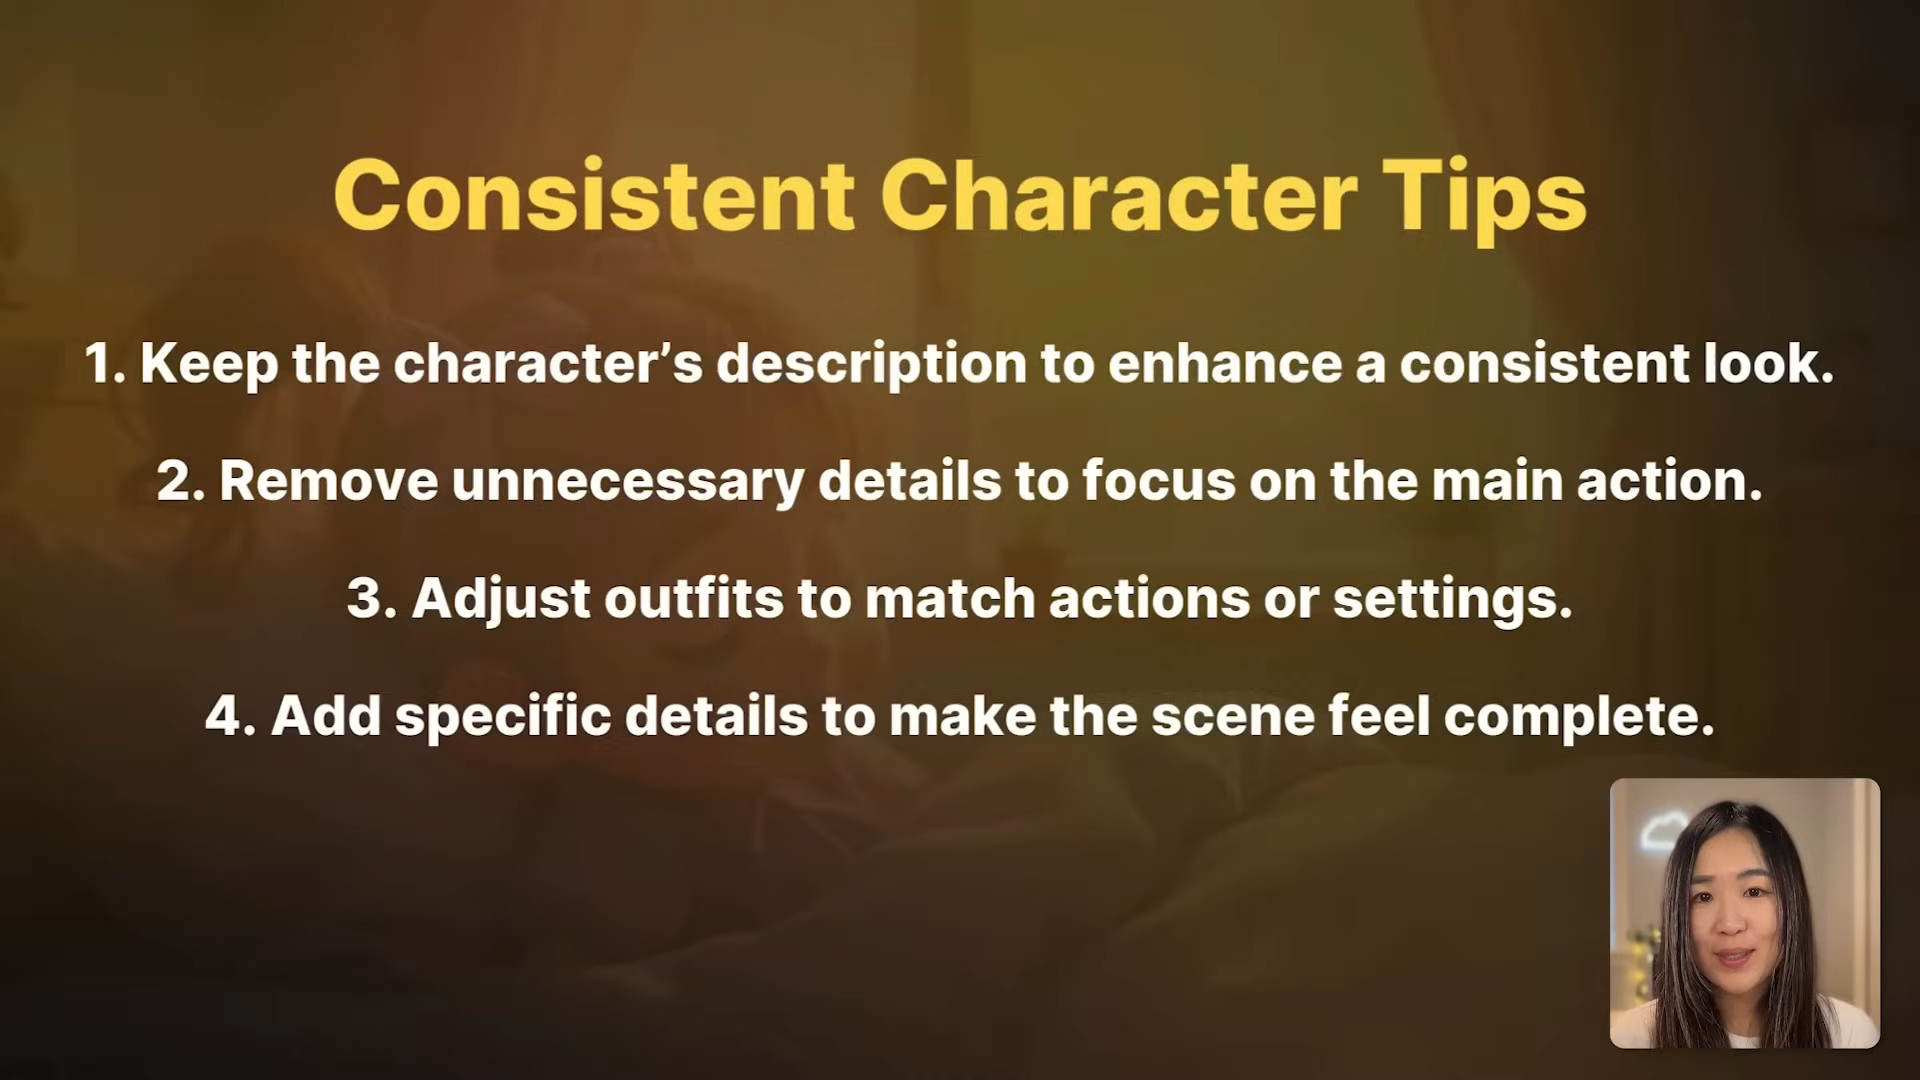 Consistent Character Tips
1. Keep the character’s description to enhance a consistent look.
2. Remove unnecessary details to focus on the main action.
3. Adjust outfits to match actions or settings.
4. Add specific details to make the scene feel complete.